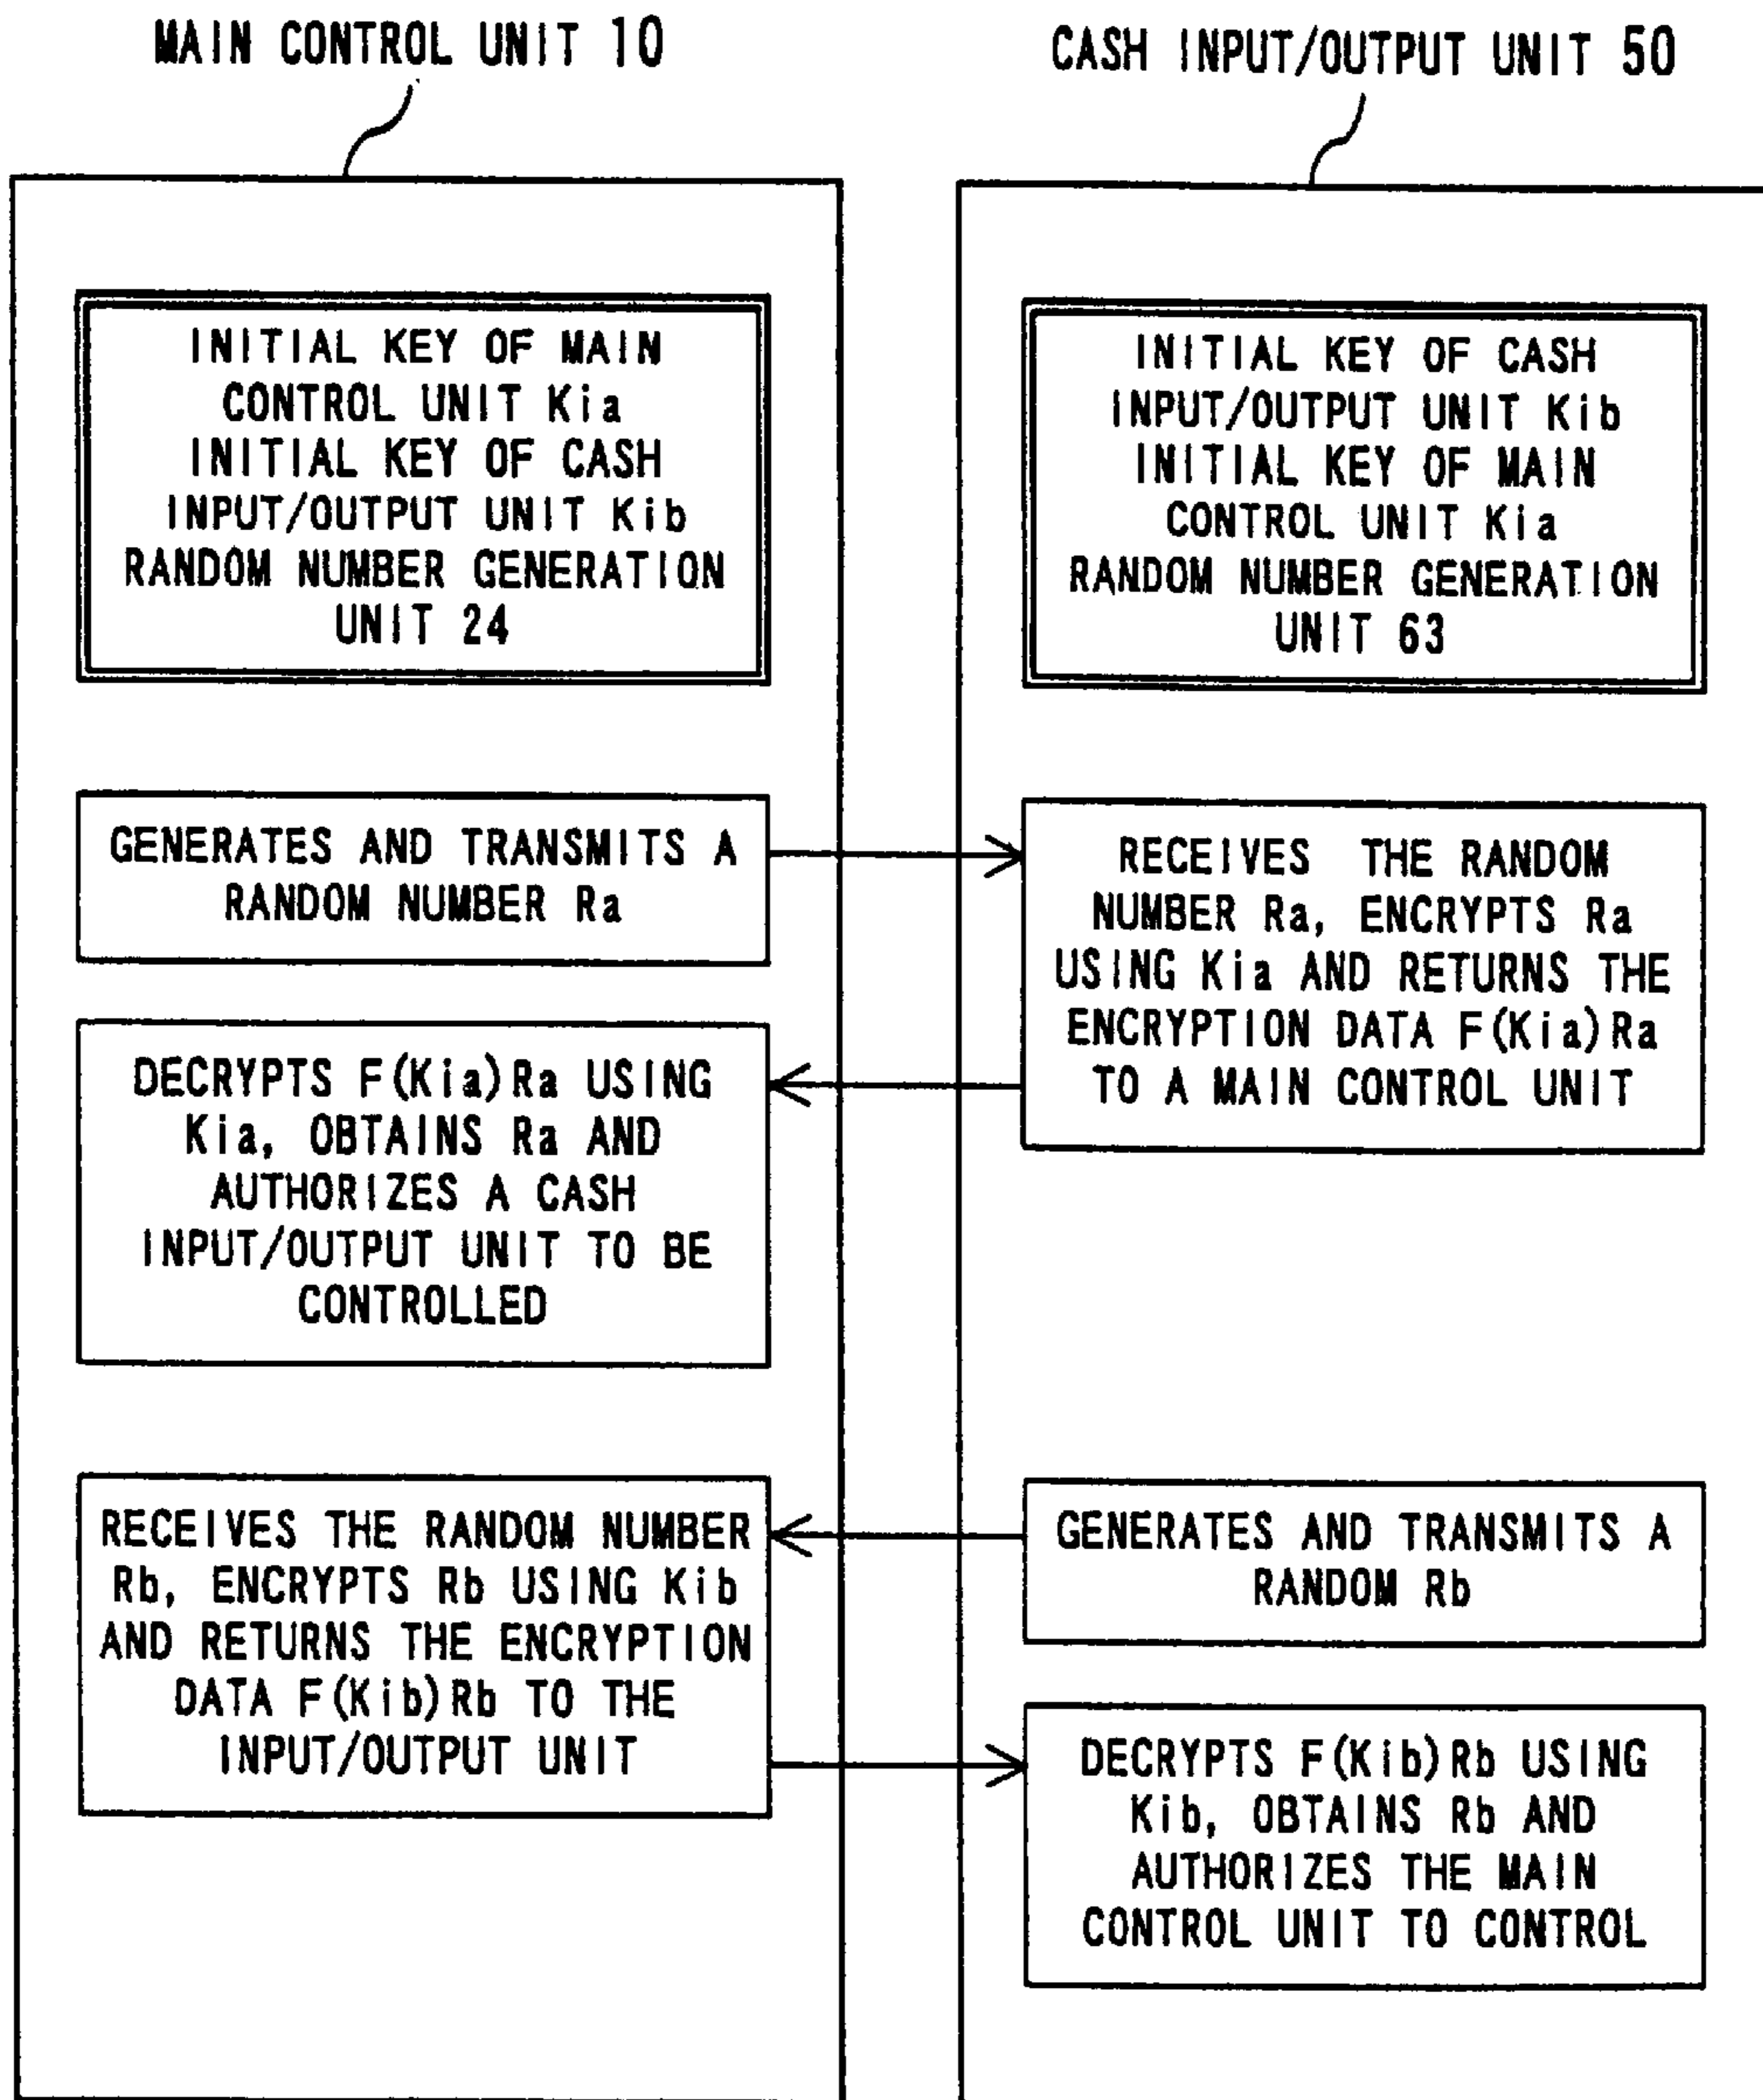 MAIN CONTROL UNIT 10
CASH INPUT/OUTPUT UNIT 50
INITIAL KEY OF MAIN
CONTROL UNIT Kia
INITIAL KEY OF CASH
INPUT/OUTPUT UNIT Kib
RANDOM NUMBER GENERATION
UNIT 24
INITIAL KEY OF CASH
INPUT/OUTPUT UNIT Kib
INITIAL KEY OF MAIN
CONTROL UNIT Kia
RANDOM NUMBER GENERATION
UNIT 63
GENERATES AND TRANSMITS A
RANDOM NUMBER Ra
RECEIVES THE RANDOM
NUMBER Ra, ENCRYPTS Ra
USING Kia AND RETURNS THE
ENCRYPTION DATA F(Kia)Ra
TO A MAIN CONTROL UNIT
DECRYPTS F(Kia)Ra USING
Kia, OBTAINS Ra AND
AUTHORIZES A CASH
INPUT/OUTPUT UNIT TO BE
CONTROLLED
GENERATES AND TRANSMITS A
RANDOM Rb
RECEIVES THE RANDOM NUMBER
Rb, ENCRYPTS Rb USING Kib
AND RETURNS THE ENCRYPTION
DATA F(Kib)Rb TO THE
INPUT/OUTPUT UNIT
DECRYPTS F(Kib)Rb USING
Kib, OBTAINS Rb AND
AUTHORIZES THE MAIN
CONTROL UNIT TO CONTROL